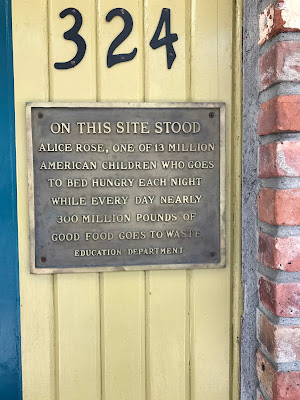 324
ON THIS SITE STOOD
ALICE ROSE, ONE OF 13 MILLION
AMERICAN CHILDREN WHO GOES
TO BED HUNGRY EACH NIGHT
WHILE EVERY DAY NEARLY
300 MILLION POUNDS OF
GOOD FOOD GOES TO WASTE
EDUCATION DEPARTMENT